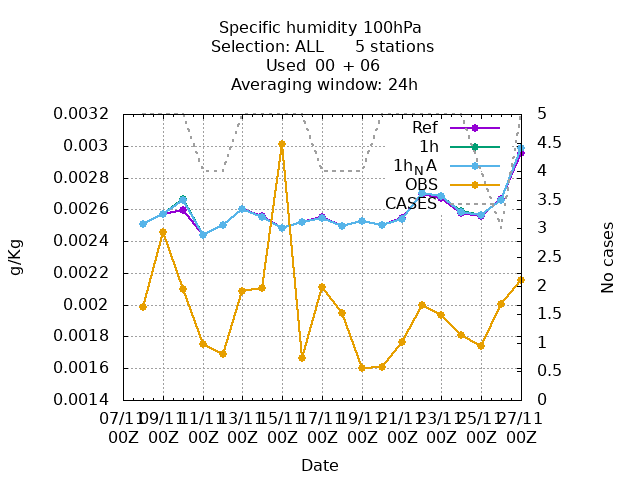 Specific humidity 100hPa
Selection: ALL 5 stations
Used 00 + 06
Averaging window: 24h
0.0032
0.003
0.0028
0.0026
0.0024
0.0022
0.002
0.0018
0.0016
0.0014
5
4.5
4
3.5
3
2.5
2
1.5
1
0.5
0
Ref
1h
1hNA
OBS
CASES
g/Kg
No cases
07/11 09/11 11/11 13/11 15/11 17/11 19/11 21/11 23/11 25/11 27/11
00Z 00Z 00Z 00Z 00Z 00Z 00Z 00Z 00Z 00Z 00Z
Date